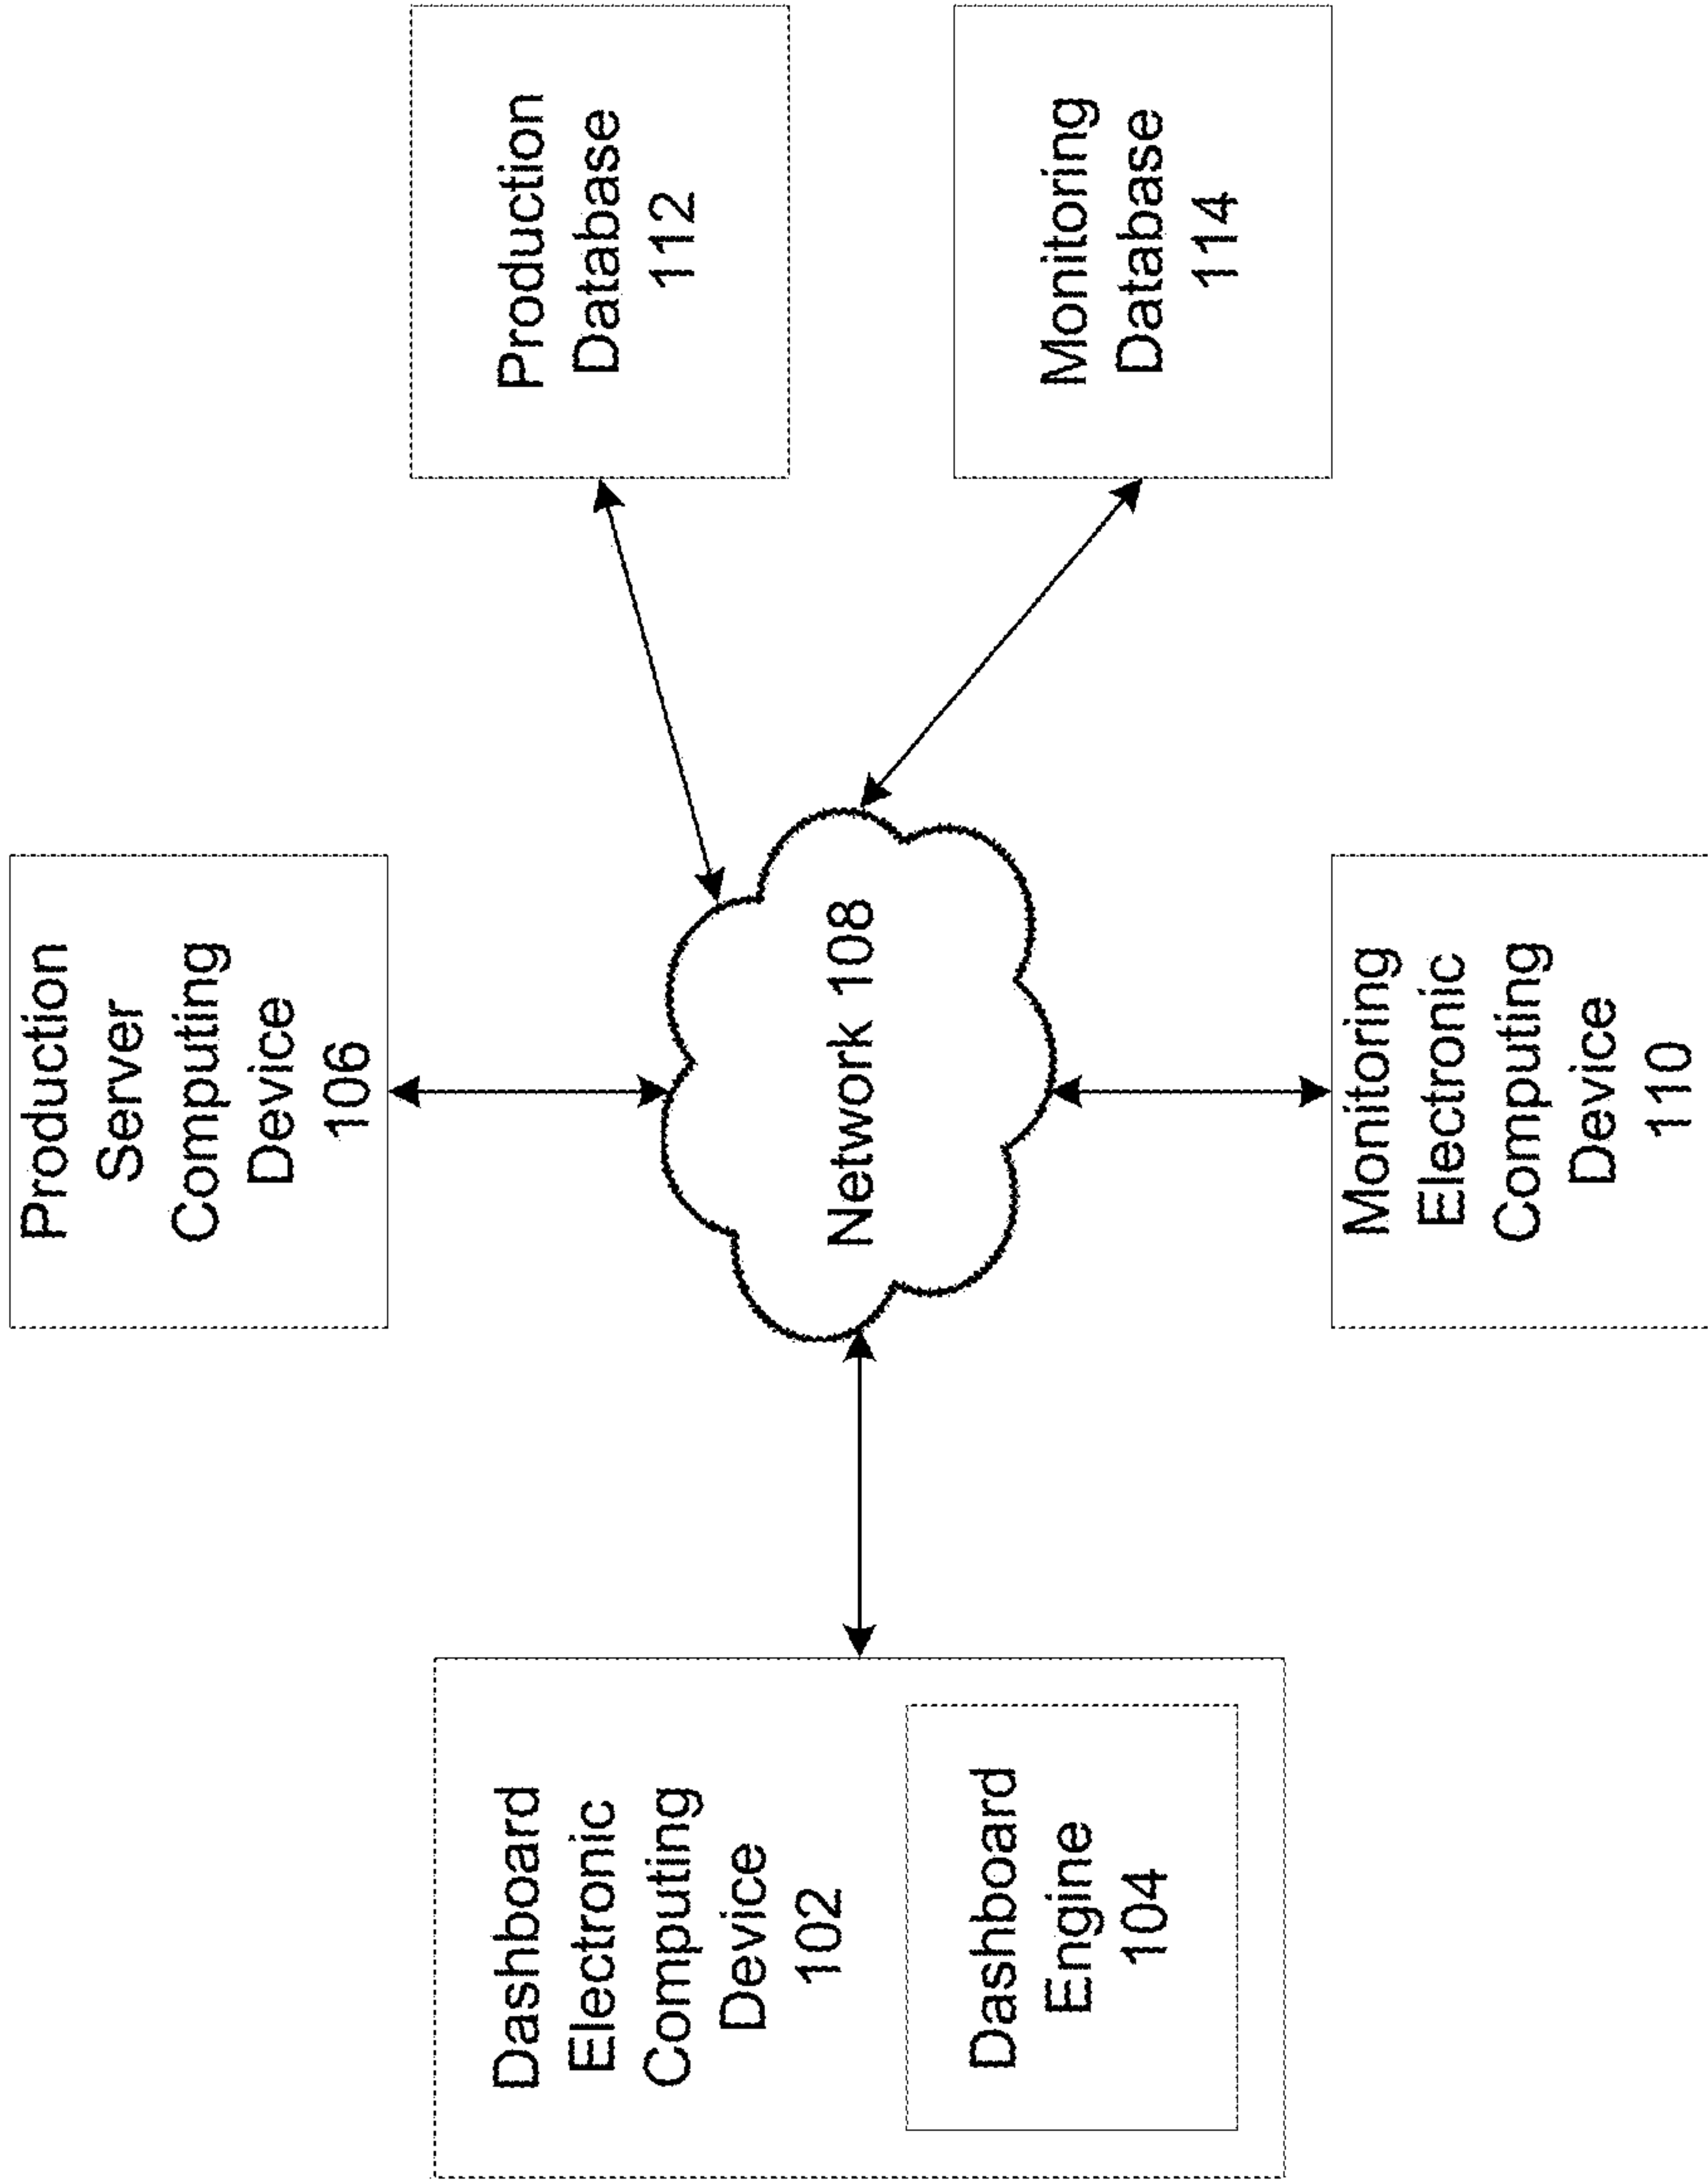 Production
Server
Computing
Device
106
Dashboard
Electronic
Computing
Device
102
Dashboard
Engine
104
Network 108
Production
Database
112
Monitoring
Database
114
Monitoring
Electronic
Computing
Device
110